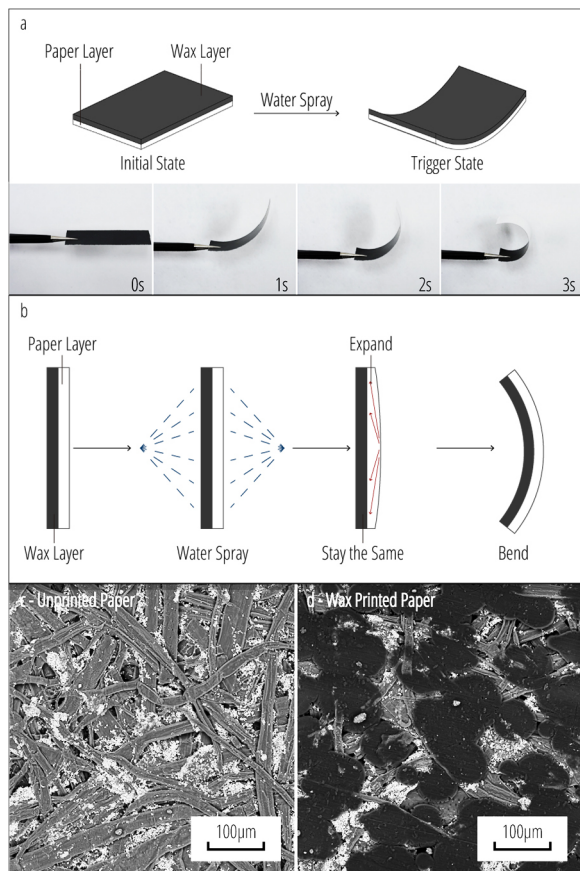 a
Paper Layer
Wax Layer
Water Spray
Initial State
Trigger State
0s
1s
2s
3s
b
Paper Layer
Expand
Wax Layer
Water Spray
Stay the Same
Bend
c - Unprinted Paper
d - Wax Printed Paper
100μm
100μm